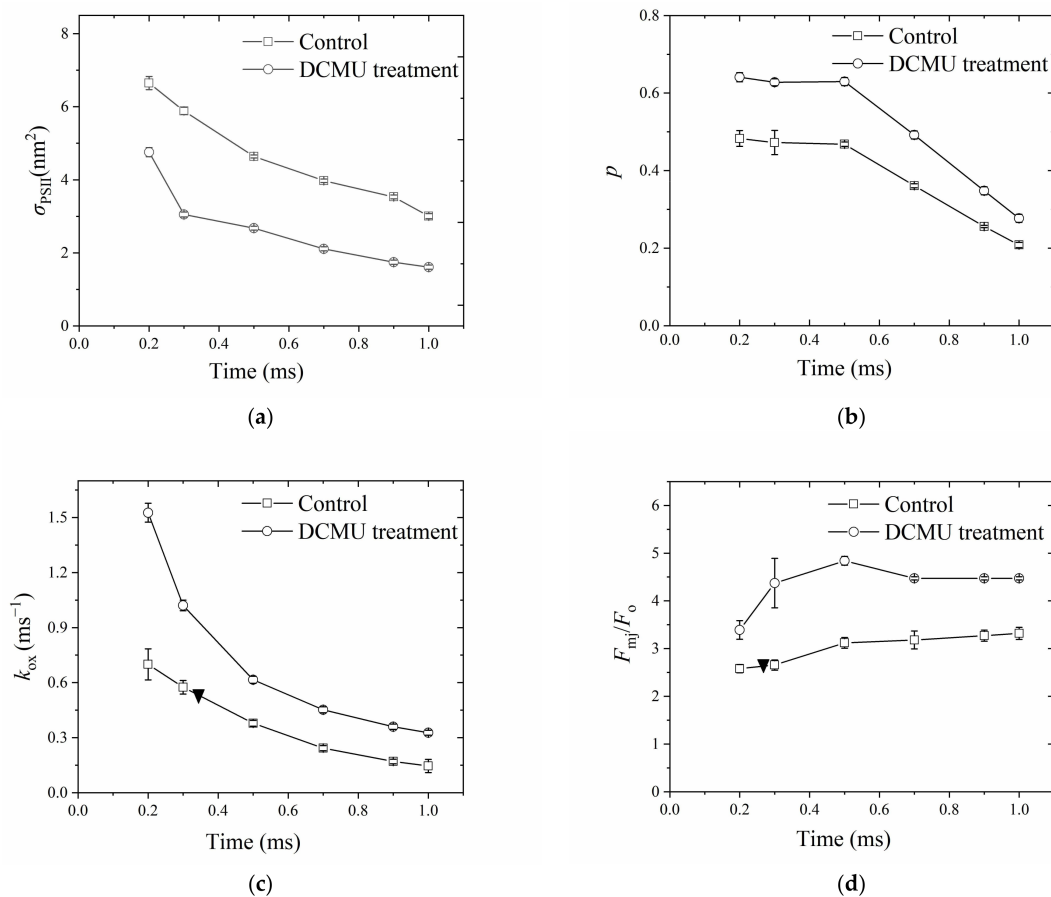 8
6
4
2
0
σPSII(nm²)
Control
DCMU treatment
0.0 0.2 0.4 0.6 0.8 1.0
Time (ms)
(a)
0.8
0.6
0.4
0.2
0.0
p
Control
DCMU treatment
0.0 0.2 0.4 0.6 0.8 1.0
Time (ms)
(b)
1.5
1.2
0.9
0.6
0.3
0.0
kox (ms⁻¹)
Control
DCMU treatment
0.0 0.2 0.4 0.6 0.8 1.0
Time (ms)
(c)
6
5
4
3
2
1
0
Fmj/Fo
Control
DCMU treatment
0.0 0.2 0.4 0.6 0.8 1.0
Time (ms)
(d)